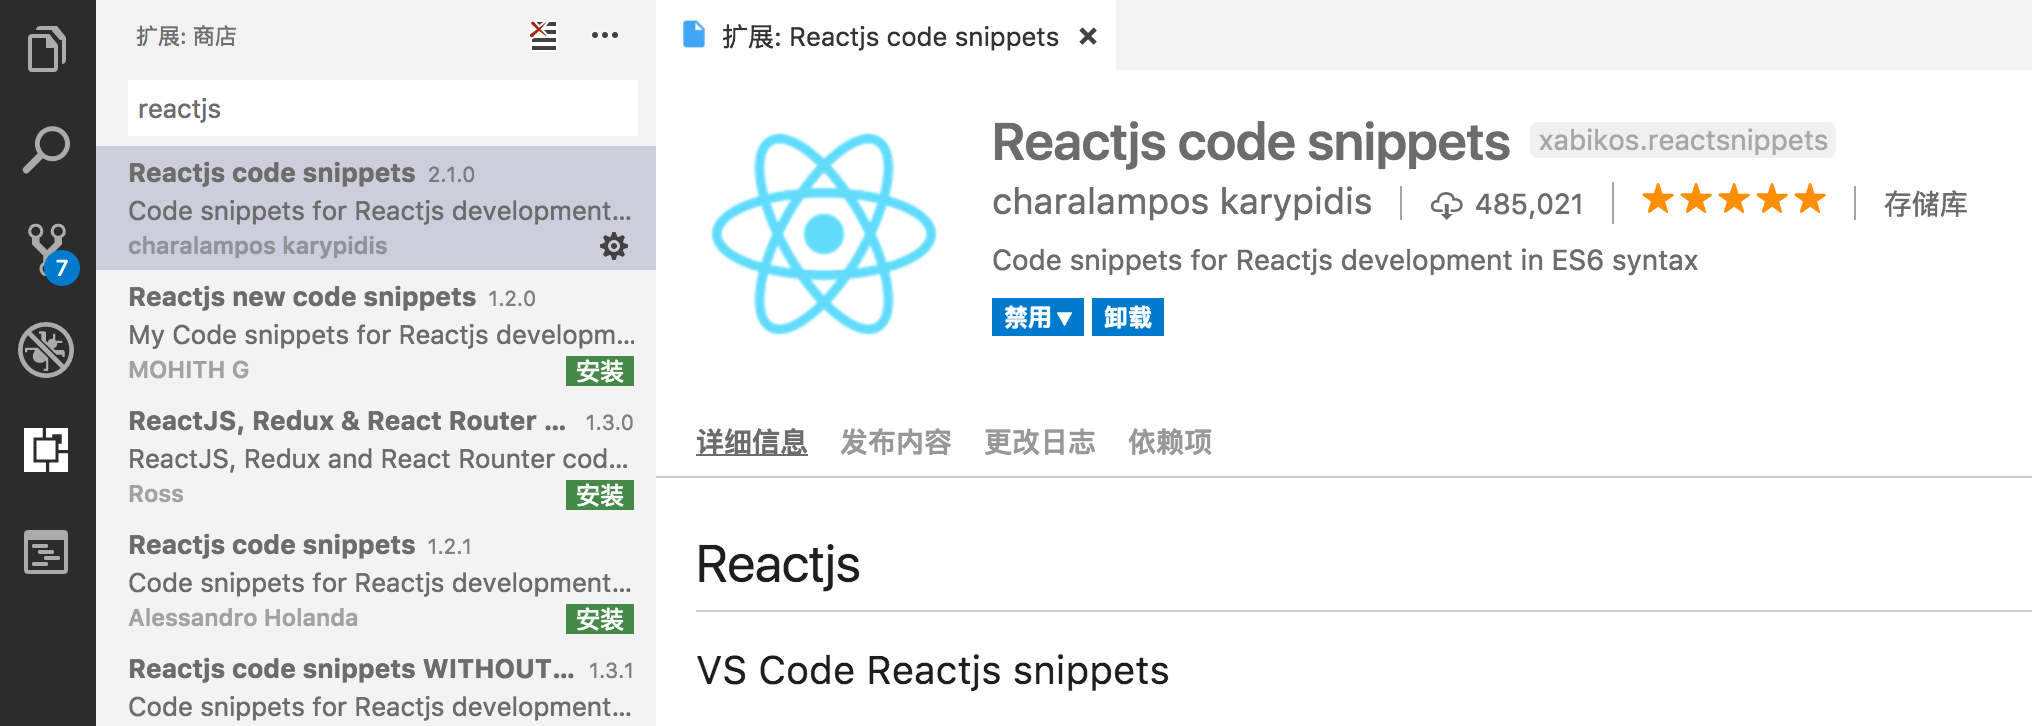 扩展: 商店
reactjs
Reactjs code snippets 2.1.0
Code snippets for Reactjs development...
charalampos karypidis
Reactjs new code snippets 1.2.0
My Code snippets for Reactjs developm...
MOHITH G 安装
ReactJS, Redux & React Router ... 1.3.0
ReactJS, Redux and React Rounter cod...
Ross 安装
Reactjs code snippets 1.2.1
Code snippets for Reactjs development...
Alessandro Holanda 安装
Reactjs code snippets WITHOUT... 1.3.1
Code snippets for Reactjs development...
7
扩展: Reactjs code snippets
Reactjs code snippets xabikos.reactsnippets
charalampos karypidis 485,021 存储库
Code snippets for Reactjs development in ES6 syntax
禁用 卸载
详细信息 发布内容 更改日志 依赖项
Reactjs
VS Code Reactjs snippets